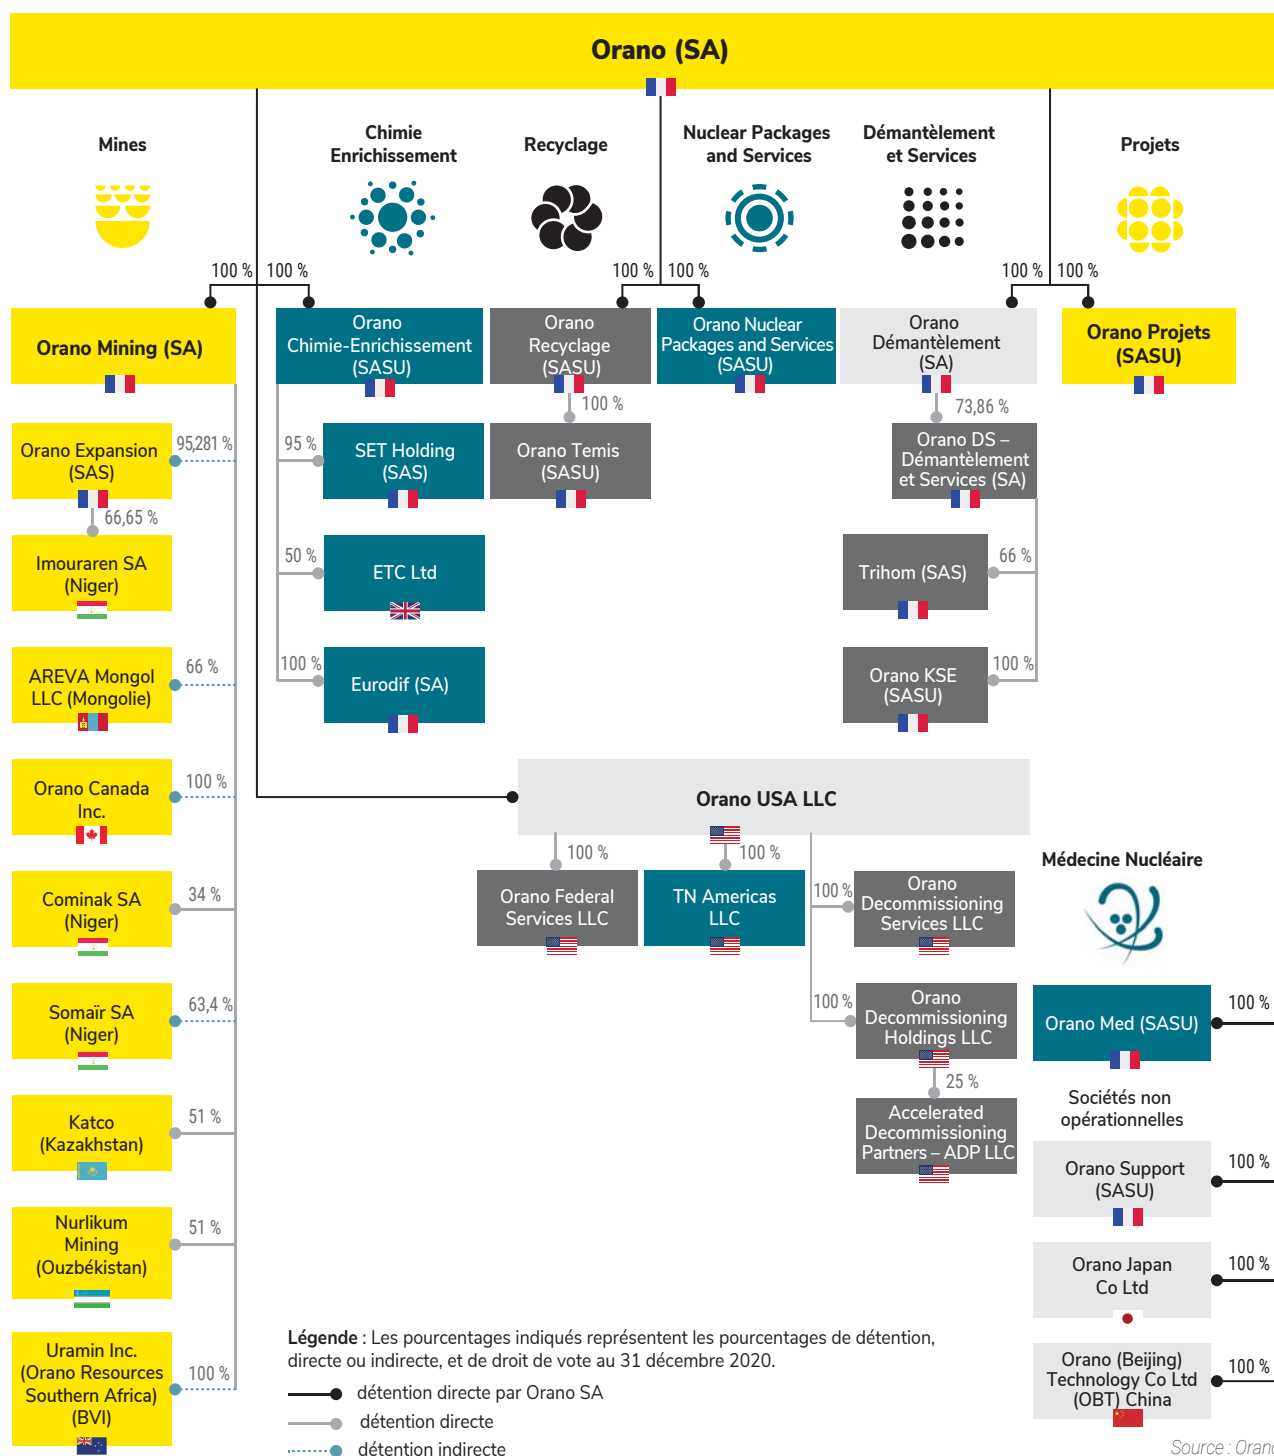 Orano (SA)
Mines
Chimie
Enrichissement
Recyclage
Nuclear Packages
and Services
Démantèlement
et Services
Projets
100 %
100 %
100 %
100 %
100 %
100 %
Orano Mining (SA)
Orano
Chimie-Enrichissement
(SASU)
Orano
Recyclage
(SASU)
Orano Nuclear
Packages and Services
(SASU)
Orano
Démantèlement
(SA)
Orano Projets
(SASU)
100 %
73,86 %
Orano Expansion
(SAS)
95,281 %
66,65 %
Imouraren SA
(Niger)
AREVA Mongol
LLC (Mongolie)
66 %
Orano Canada
Inc.
100 %
Cominak SA
(Niger)
34 %
Somaïr SA
(Niger)
63,4 %
Katco
(Kazakhstan)
51 %
Nurlikum
Mining
(Ouzbékistan)
51 %
Uramin Inc.
(Orano Resources
Southern Africa)
(BVI)
100 %
95 %
SET Holding
(SAS)
50 %
ETC Ltd
100 %
Eurodif (SA)
Orano Temis
(SASU)
Orano DS –
Démantèlement
et Services (SA)
Trihom (SAS)
66 %
Orano KSE
(SASU)
100 %
Orano USA LLC
100 %
100 %
Orano Federal
Services LLC
TN Americas
LLC
100 %
Orano
Decommissioning
Services LLC
100 %
Orano
Decommissioning
Holdings LLC
25 %
Accelerated
Decommissioning
Partners – ADP LLC
Médecine Nucléaire
Orano Med (SASU)
100 %
Sociétés non
opérationnelles
Orano Support
(SASU)
100 %
Orano Japan
Co Ltd
100 %
Orano (Beijing)
Technology Co Ltd
(OBT) China
100 %
Légende : Les pourcentages indiqués représentent les pourcentages de détention,
directe ou indirecte, et de droit de vote au 31 décembre 2020.
détention directe par Orano SA
détention directe
détention indirecte
Source : Orano